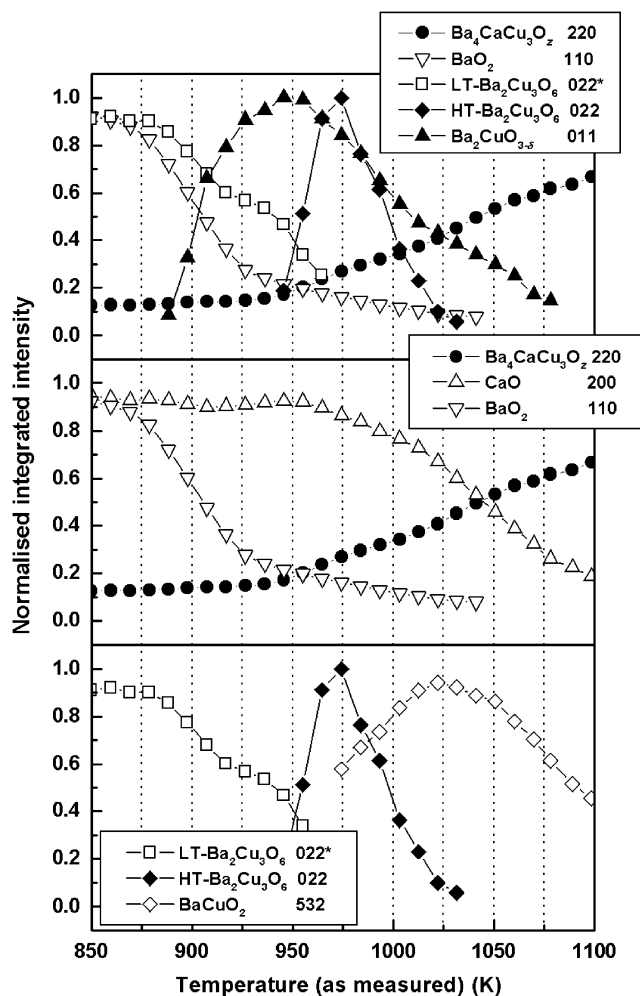 Ba₄CaCu₃O𝓏 220
BaO₂ 110
LT-Ba₂Cu₃O₆ 022*
HT-Ba₂Cu₃O₆ 022
Ba₂CuO₃₋δ 011
1.0
0.8
0.6
0.4
0.2
0.0
Ba₄CaCu₃O𝓏 220
CaO 200
BaO₂ 110
1.0
0.8
0.6
0.4
0.2
0.0
Normalised integrated intensity
1.0
0.8
0.6
0.4
0.2
0.0
LT-Ba₂Cu₃O₆ 022*
HT-Ba₂Cu₃O₆ 022
BaCuO₂ 532
850 900 950 1000 1050 1100
Temperature (as measured) (K)